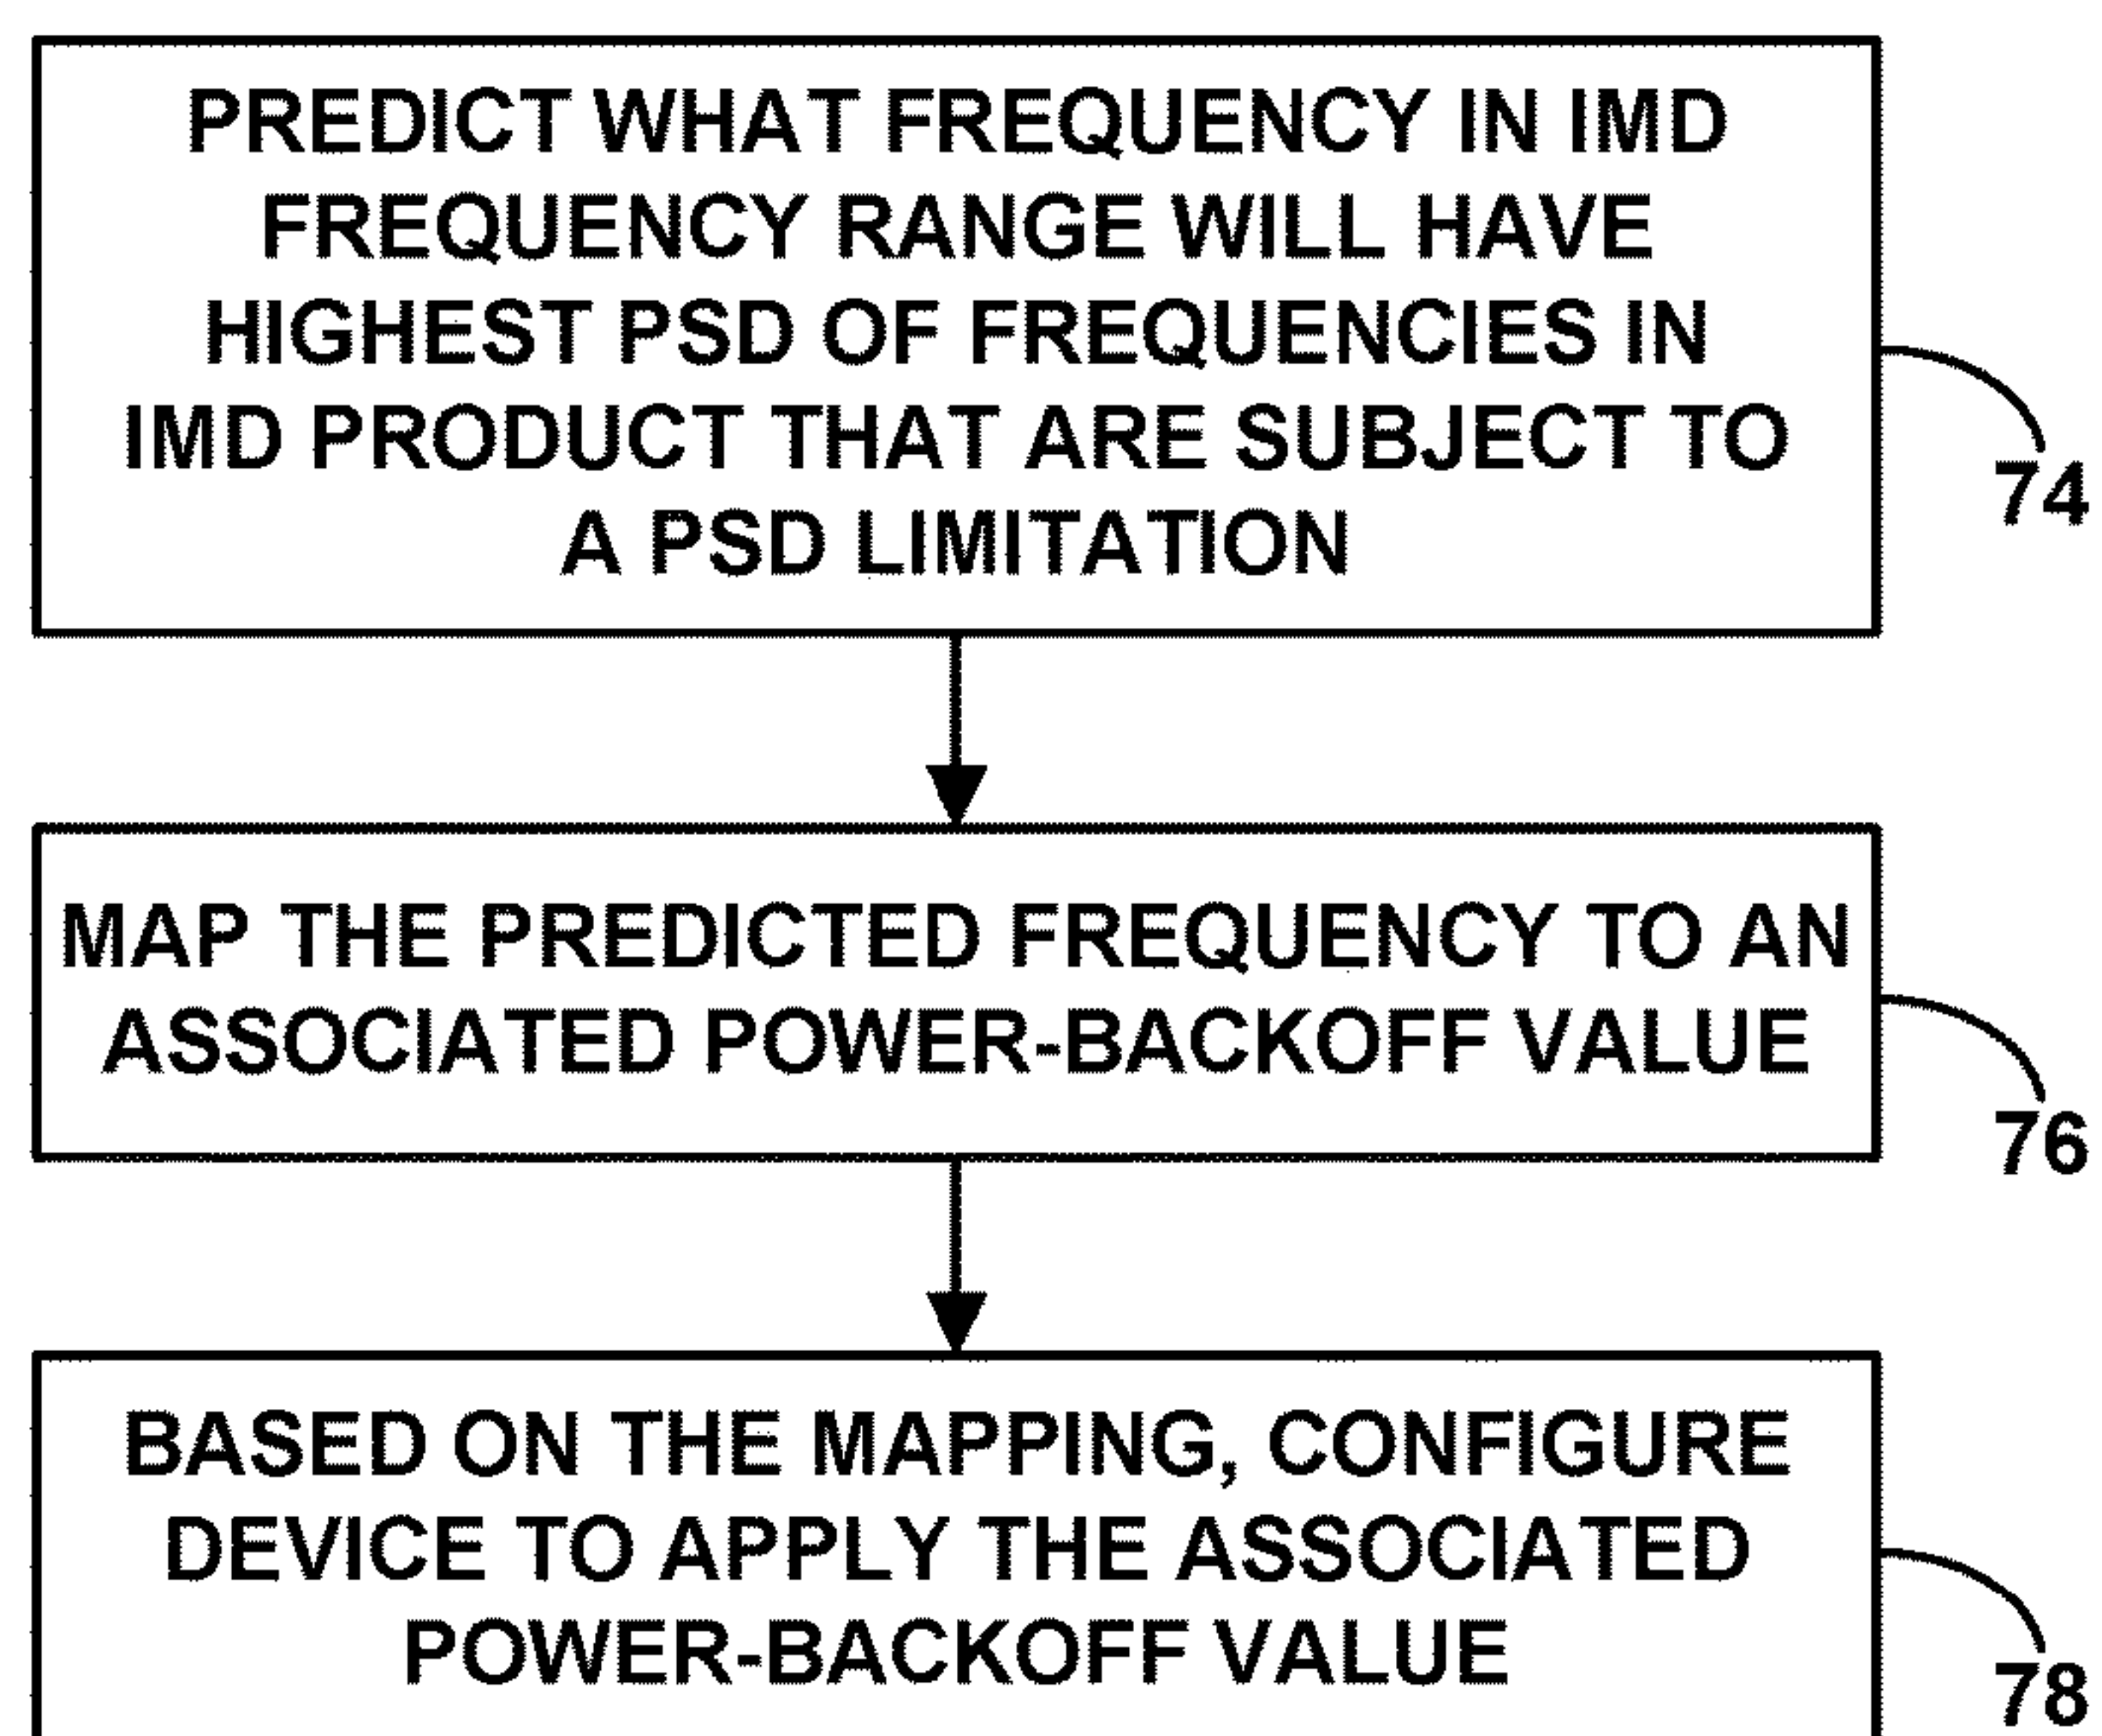 PREDICT WHAT FREQUENCY IN IMD
FREQUENCY RANGE WILL HAVE
HIGHEST PSD OF FREQUENCIES IN
IMD PRODUCT THAT ARE SUBJECT TO
A PSD LIMITATION
74
MAP THE PREDICTED FREQUENCY TO AN
ASSOCIATED POWER-BACKOFF VALUE
76
BASED ON THE MAPPING, CONFIGURE
DEVICE TO APPLY THE ASSOCIATED
POWER-BACKOFF VALUE
78